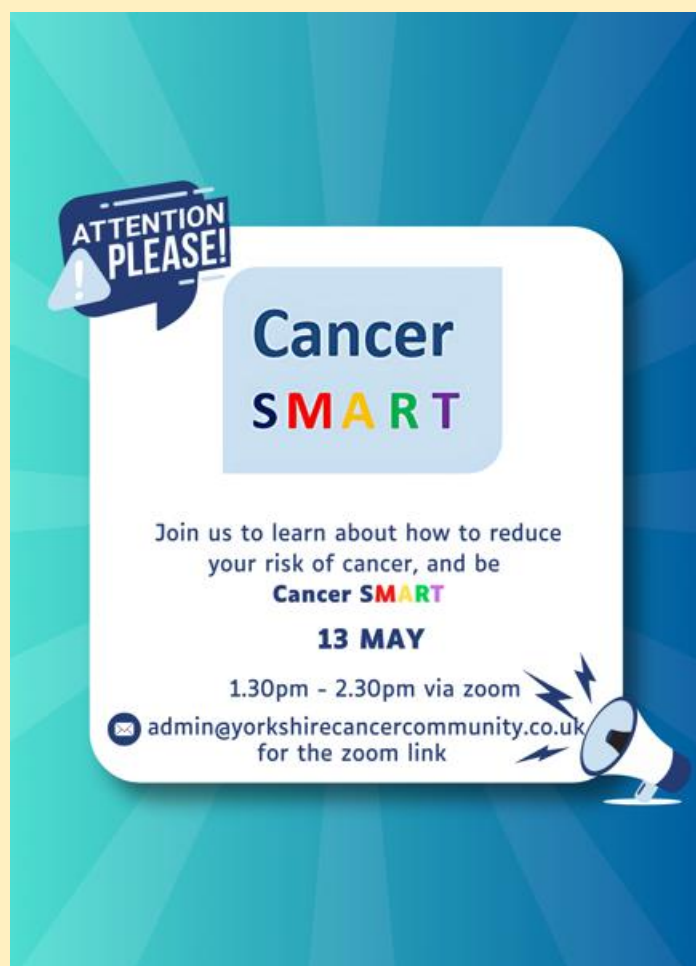 ATTENTION
PLEASE!
Cancer
SMART
Join us to learn about how to reduce
your risk of cancer, and be
Cancer SMART
13 MAY
1.30pm - 2.30pm via zoom
admin@yorkshirecancercommunity.co.uk
for the zoom link